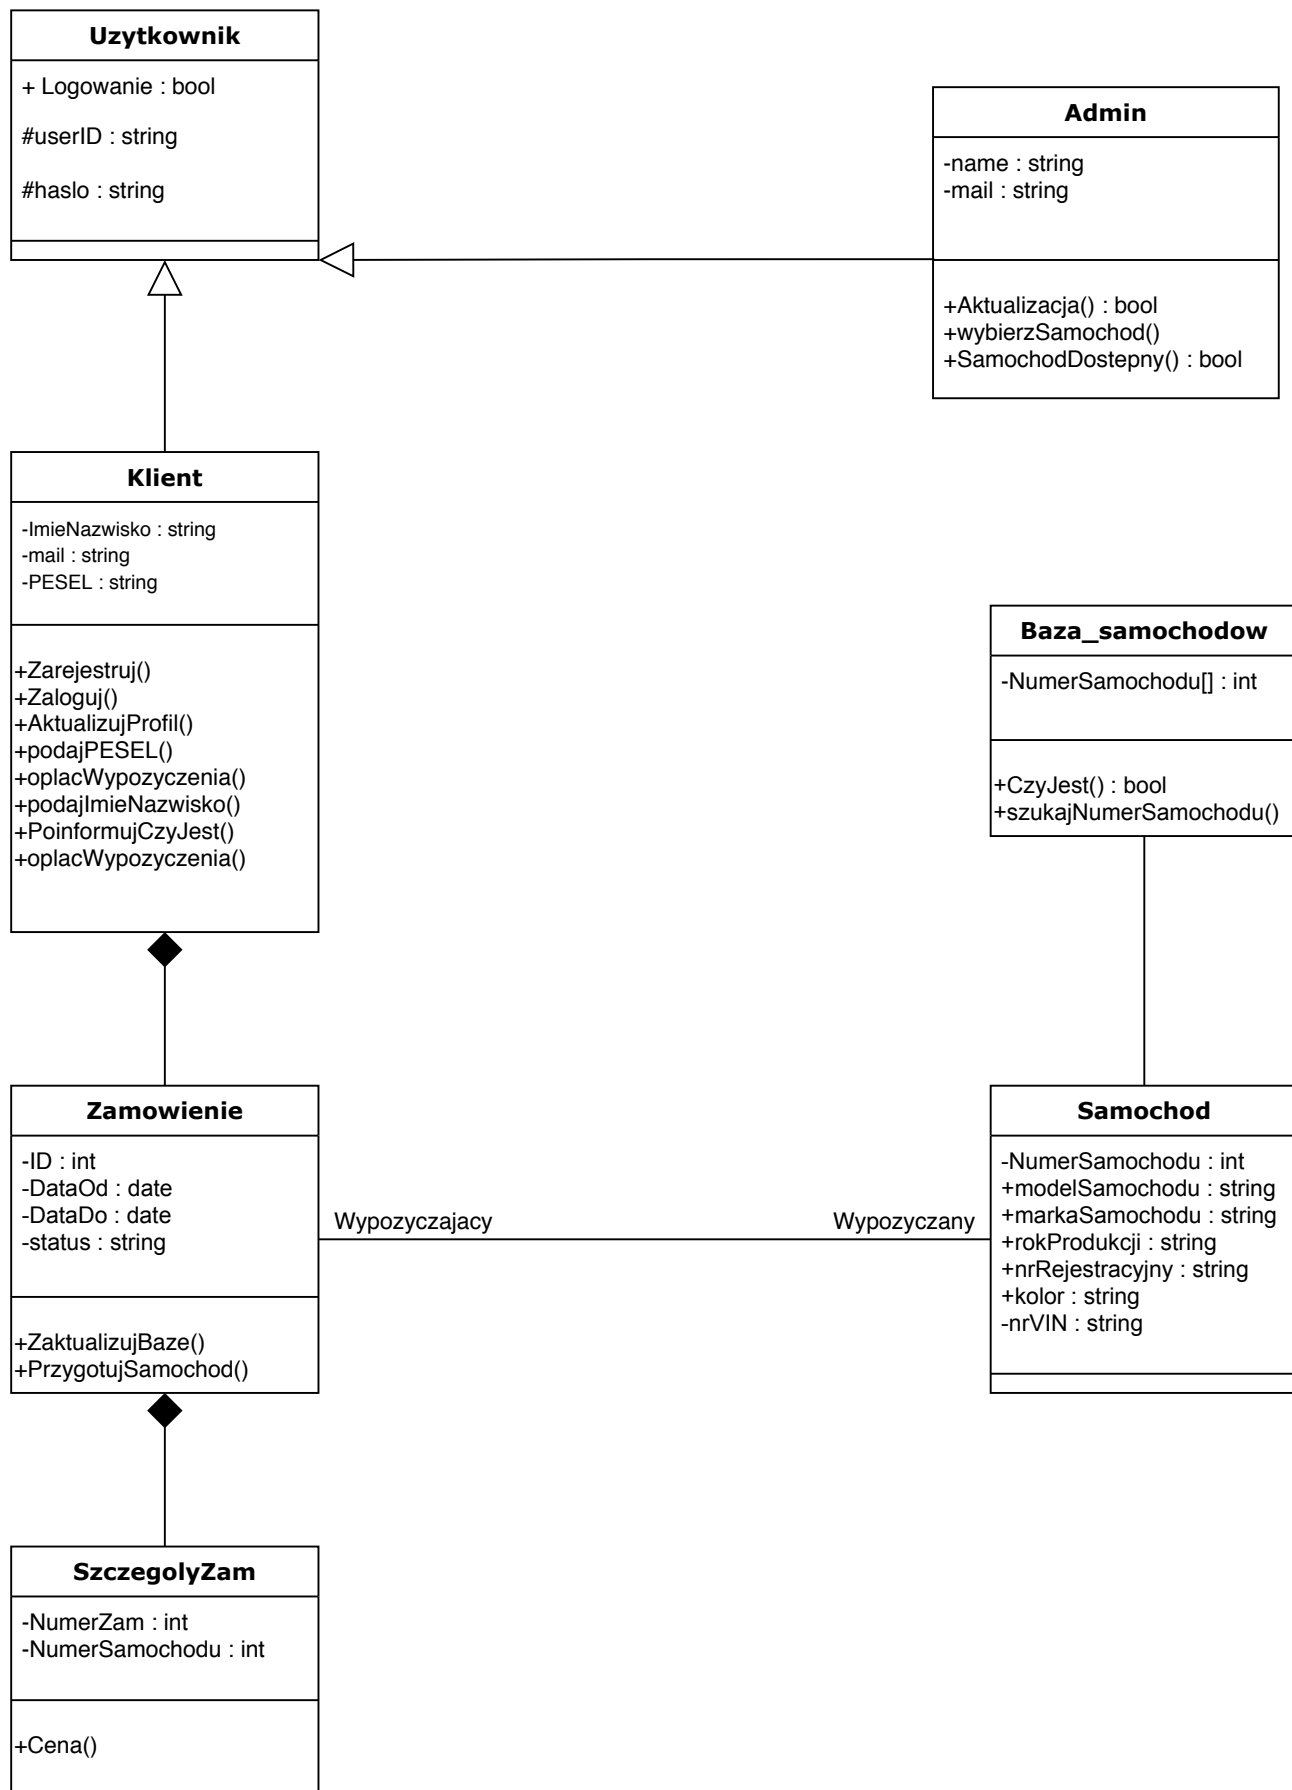 Uzytkownik
+ Logowanie : bool
#userID : string
#haslo : string
Admin
-name : string
-mail : string
+Aktualizacja() : bool
+wybierzSamochod()
+SamochodDostepny() : bool
Klient
-ImieNazwisko : string
-mail : string
-PESEL : string
+Zarejestruj()
+Zaloguj()
+AktualizujProfil()
+podajPESEL()
+oplacWypozyczenia()
+podajImieNazwisko()
+PoinformujCzyJest()
+oplacWypozyczenia()
Baza_samochodow
-NumerSamochodu[] : int
+CzyJest() : bool
+szukajNumerSamochodu()
Zamowienie
-ID : int
-DataOd : date
-DataDo : date
-status : string
+ZaktualizujBaze()
+PrzygotujSamochod()
Wypozyczajacy
Wypozyczany
Samochod
-NumerSamochodu : int
+modelSamochodu : string
+markaSamochodu : string
+rokProdukcji : string
+nrRejestracyjny : string
+kolor : string
-nrVIN : string
SzczegolyZam
-NumerZam : int
-NumerSamochodu : int
+Cena()